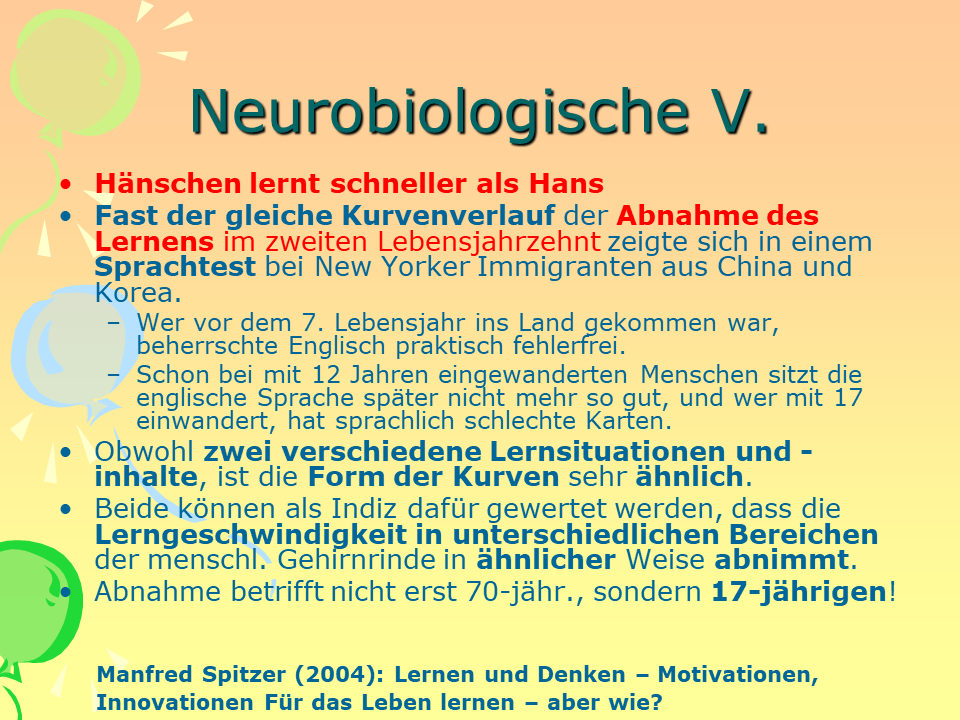 Neurobiologische V.
• Hänschen lernt schneller als Hans
• Fast der gleiche Kurvenverlauf der Abnahme des
Lernens im zweiten Lebensjahrzehnt zeigte sich in einem
Sprachtest bei New Yorker Immigranten aus China und
Korea.
– Wer vor dem 7. Lebensjahr ins Land gekommen war,
beherrschte Englisch praktisch fehlerfrei.
– Schon bei mit 12 Jahren eingewanderten Menschen sitzt die
englische Sprache später nicht mehr so gut, und wer mit 17
einwandert, hat sprachlich schlechte Karten.
• Obwohl zwei verschiedene Lernsituationen und -
inhalte, ist die Form der Kurven sehr ähnlich.
• Beide können als Indiz dafür gewertet werden, dass die
Lerngeschwindigkeit in unterschiedlichen Bereichen
der menschl. Gehirnrinde in ähnlicher Weise abnimmt.
• Abnahme betrifft nicht erst 70-jähr., sondern 17-jährigen!
Manfred Spitzer (2004): Lernen und Denken – Motivationen,
Innovationen Für das Leben lernen – aber wie?